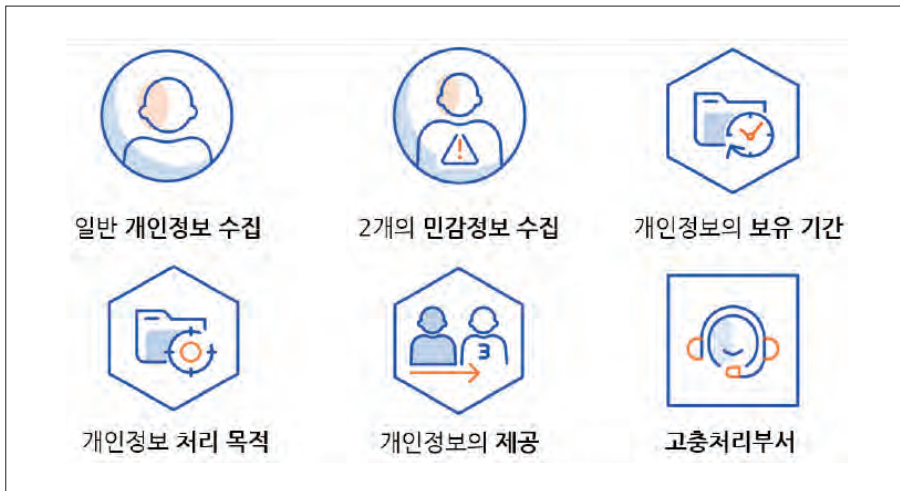 일반 개인정보 수집
2개의 민감정보 수집
개인정보의 보유 기간
3
개인정보 처리 목적
개인정보의 제공
고충처리부서